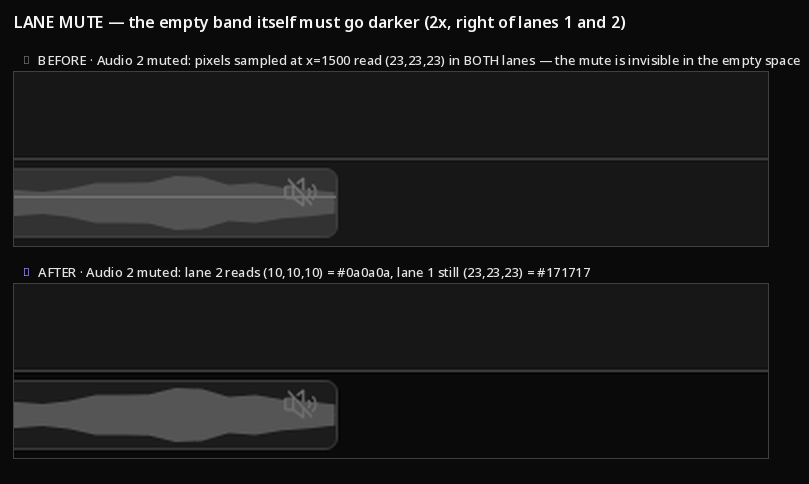 LANE MUTE — the empty band itself must go darker (2x, right of lanes 1 and 2)
BEFORE · Audio 2 muted: pixels sampled at x=1500 read (23,23,23) in BOTH lanes — the mute is invisible in the empty space
AFTER · Audio 2 muted: lane 2 reads (10,10,10) = #0a0a0a, lane 1 still (23,23,23) = #171717